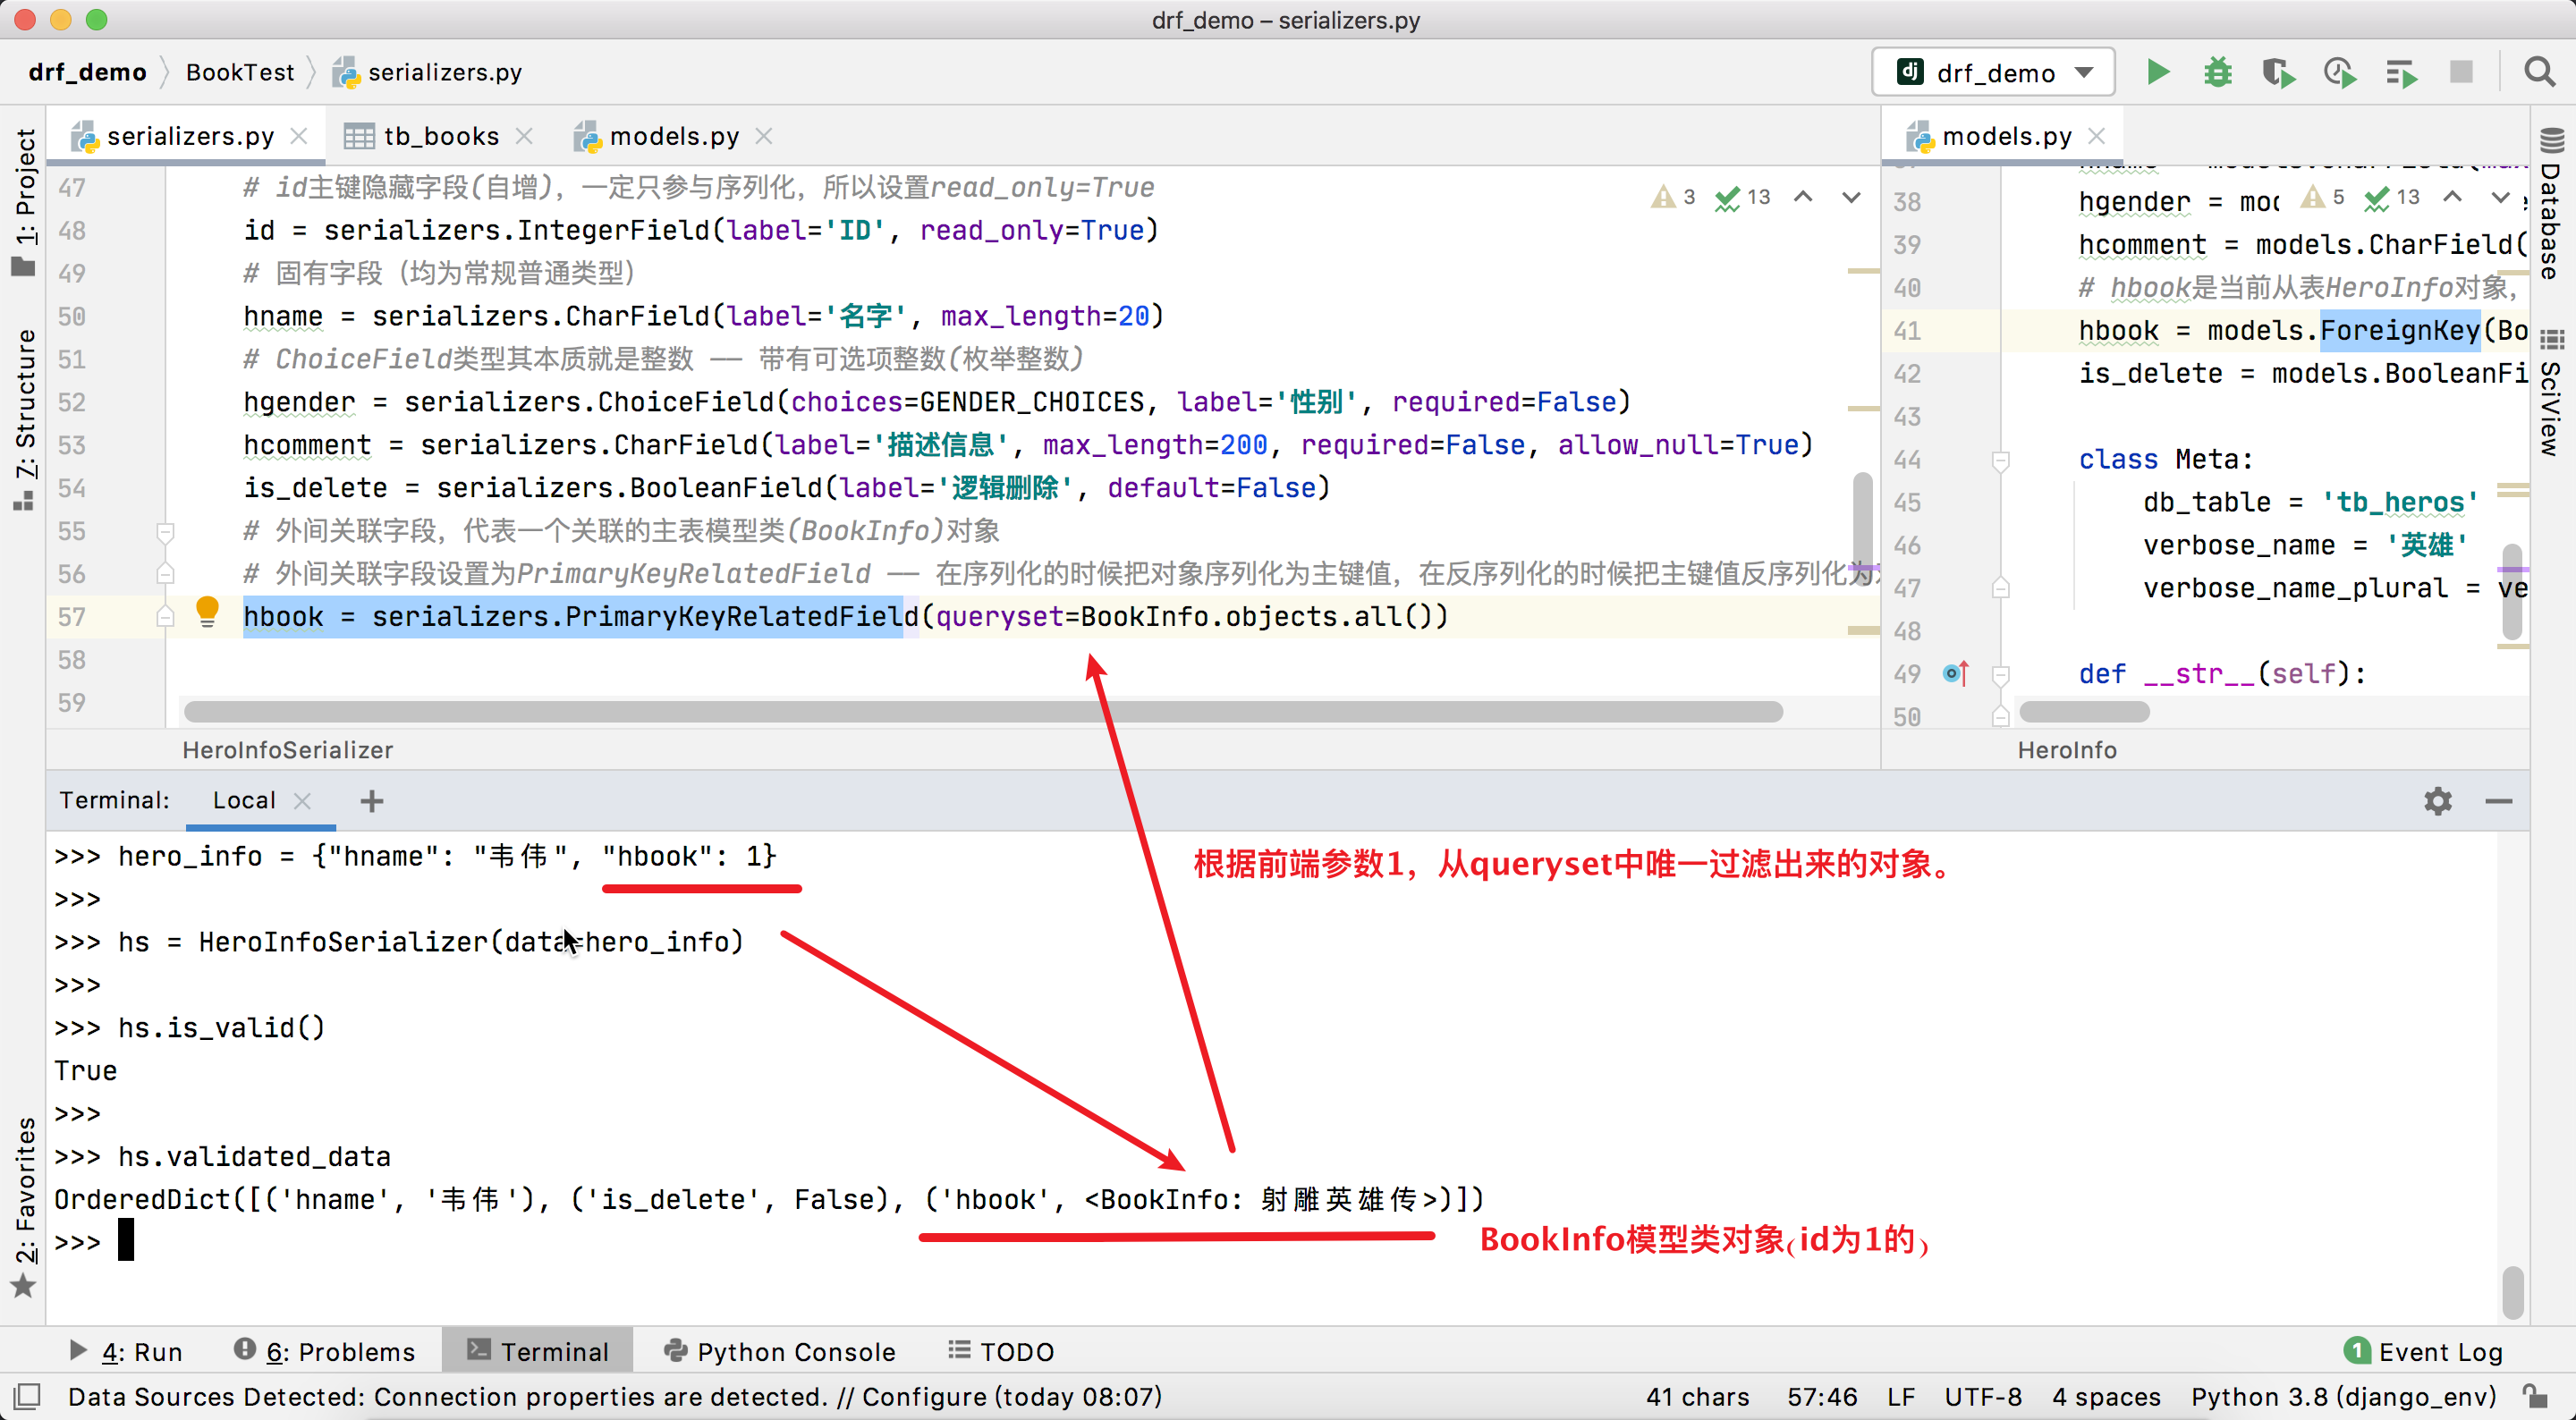 drf_demo – serializers.py
drf_demo BookTest serializers.py
drf_demo
serializers.py tb_books models.py
models.py
1: Project
7: Structure
2: Favorites
Database
SciView
3 13
47 # id主键隐藏字段(自增)，一定只参与序列化，所以设置read_only=True
48 id = serializers.IntegerField(label='ID', read_only=True)
49 # 固有字段（均为常规普通类型）
50 hname = serializers.CharField(label='名字', max_length=20)
51 # ChoiceField类型其本质就是整数 —— 带有可选项整数(枚举整数)
52 hgender = serializers.ChoiceField(choices=GENDER_CHOICES, label='性别', required=False)
53 hcomment = serializers.CharField(label='描述信息', max_length=200, required=False, allow_null=True)
54 is_delete = serializers.BooleanField(label='逻辑删除', default=False)
55 # 外间关联字段，代表一个关联的主表模型类(BookInfo)对象
56 # 外间关联字段设置为PrimaryKeyRelatedField —— 在序列化的时候把对象序列化为主键值，在反序列化的时候把主键值反序列化为
57 hbook = serializers.PrimaryKeyRelatedField(queryset=BookInfo.objects.all())
58
59
HeroInfoSerializer
5 13
38 hgender = mod
39 hcomment = models.CharField(
40 # hbook是当前从表HeroInfo对象，
41 hbook = models.ForeignKey(Bo
42 is_delete = models.BooleanFi
43
44 class Meta:
45 db_table = 'tb_heros'
46 verbose_name = '英雄'
47 verbose_name_plural = ve
48
49 def __str__(self):
50
HeroInfo
Terminal: Local
>>> hero_info = {"hname": "韦伟", "hbook": 1}
>>>
>>> hs = HeroInfoSerializer(data=hero_info)
>>>
>>> hs.is_valid()
True
>>>
>>> hs.validated_data
OrderedDict([('hname', '韦伟'), ('is_delete', False), ('hbook', <BookInfo: 射雕英雄传>)])
>>>
根据前端参数1，从queryset中唯一过滤出来的对象。
BookInfo模型类对象(id为1的)
4: Run 6: Problems Terminal Python Console TODO 1 Event Log
Data Sources Detected: Connection properties are detected. // Configure (today 08:07) 41 chars 57:46 LF UTF-8 4 spaces Python 3.8 (django_env)